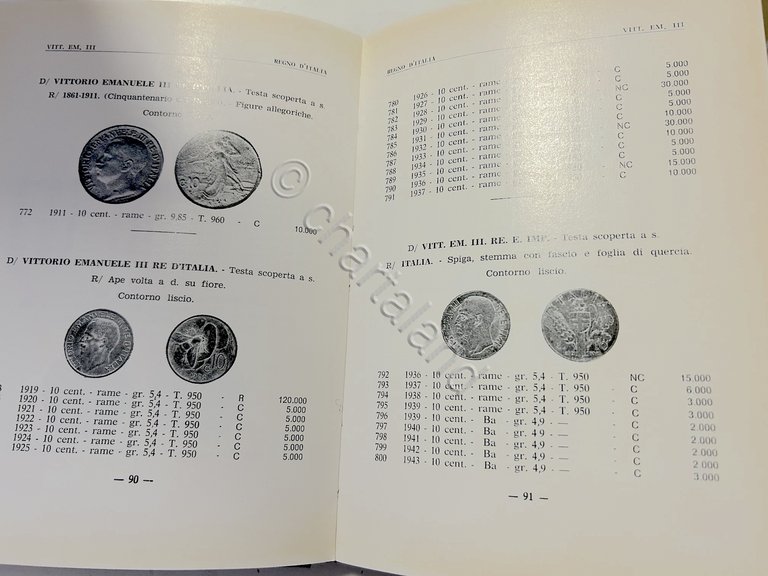 VITT. EM. III
REGNO D'ITALIA
D/ VITTORIO EMANUELE III - Testa scoperta a s.
R/ 1861-1911. (Cinquantenario Figure allegoriche.
Contorno
772 1911 - 10 cent. - rame - gr. 9,85 - T. 960 - C 10.000
D/ VITTORIO EMANUELE III RE D'ITALIA. - Testa scoperta a s.
R/ Ape volta a d. su fiore.
Contorno liscio.
1919 - 10 cent. - rame - gr. 5,4 - T. 950 - R 120.000
1920 - 10 cent. - rame - gr. 5,4 - T. 950 - C 5.000
1921 - 10 cent. - rame - gr. 5,4 - T. 950 - C 5.000
1922 - 10 cent. - rame - gr. 5,4 - T. 950 - C 5.000
1923 - 10 cent. - rame - gr. 5,4 - T. 950 - C 5.000
1924 - 10 cent. - rame - gr. 5,4 - T. 950 - C 5.000
1925 - 10 cent. - rame - gr. 5,4 - T. 950 - C 5.000
— 90 —
REGNO D'ITALIA
VITT. EM. III
780 1926 - 10 cent. - rame - C 5.000
781 1927 - 10 cent. - rame - C 5.000
782 1928 - 10 cent. - rame - NC 30.000
783 1929 - 10 cent. - rame - C 5.000
784 1930 - 10 cent. - rame - C 5.000
785 1931 - 10 cent. - rame - C 10.000
786 1932 - 10 cent. - rame - NC 30.000
787 1933 - 10 cent. - rame - C 10.000
788 1934 - 10 cent. - rame - C 5.000
789 1935 - 10 cent. - rame - C 5.000
790 1936 - 10 cent. - rame - NC 15.000
791 1937 - 10 cent. - rame - C 10.000
D/ VITT. EM. III. RE. E. IMP. - Testa scoperta a s.
R/ ITALIA. - Spiga, stemma con fascio e foglia di quercia.
Contorno liscio.
792 1936 - 10 cent. - rame - gr. 5,4 - T. 950 - NC 15.000
793 1937 - 10 cent. - rame - gr. 5,4 - T. 950 - C 6.000
794 1938 - 10 cent. - rame - gr. 5,4 - T. 950 - C 3.000
795 1939 - 10 cent. - rame - gr. 5,4 - T. 950 - C 3.000
796 1939 - 10 cent. - Ba - gr. 4,9 - — - C 2.000
797 1940 - 10 cent. - Ba - gr. 4,9 - — - C 2.000
798 1941 - 10 cent. - Ba - gr. 4,9 - — - C 2.000
799 1942 - 10 cent. - Ba - gr. 4,9 - — - C 2.000
800 1943 - 10 cent. - Ba - gr. 4,9 - — - C 3.000
— 91 —
© chartaland